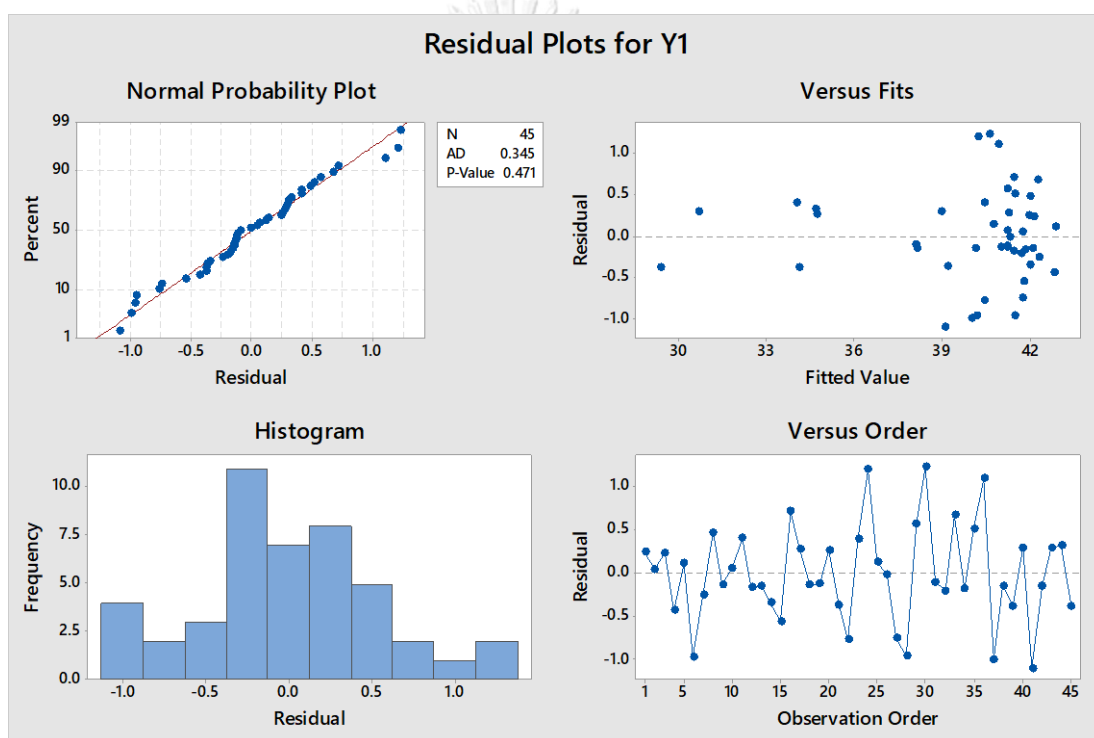 Residual Plots for Y1
Normal Probability Plot
99
90
50
10
1
Percent
-1.0 -0.5 0.0 0.5 1.0
Residual
N 45
AD 0.345
P-Value 0.471
Versus Fits
1.0
0.5
0.0
-0.5
-1.0
Residual
30 33 36 39 42
Fitted Value
Histogram
10.0
7.5
5.0
2.5
0.0
Frequency
-1.0 -0.5 0.0 0.5 1.0
Residual
Versus Order
1.0
0.5
0.0
-0.5
-1.0
Residual
1 5 10 15 20 25 30 35 40 45
Observation Order